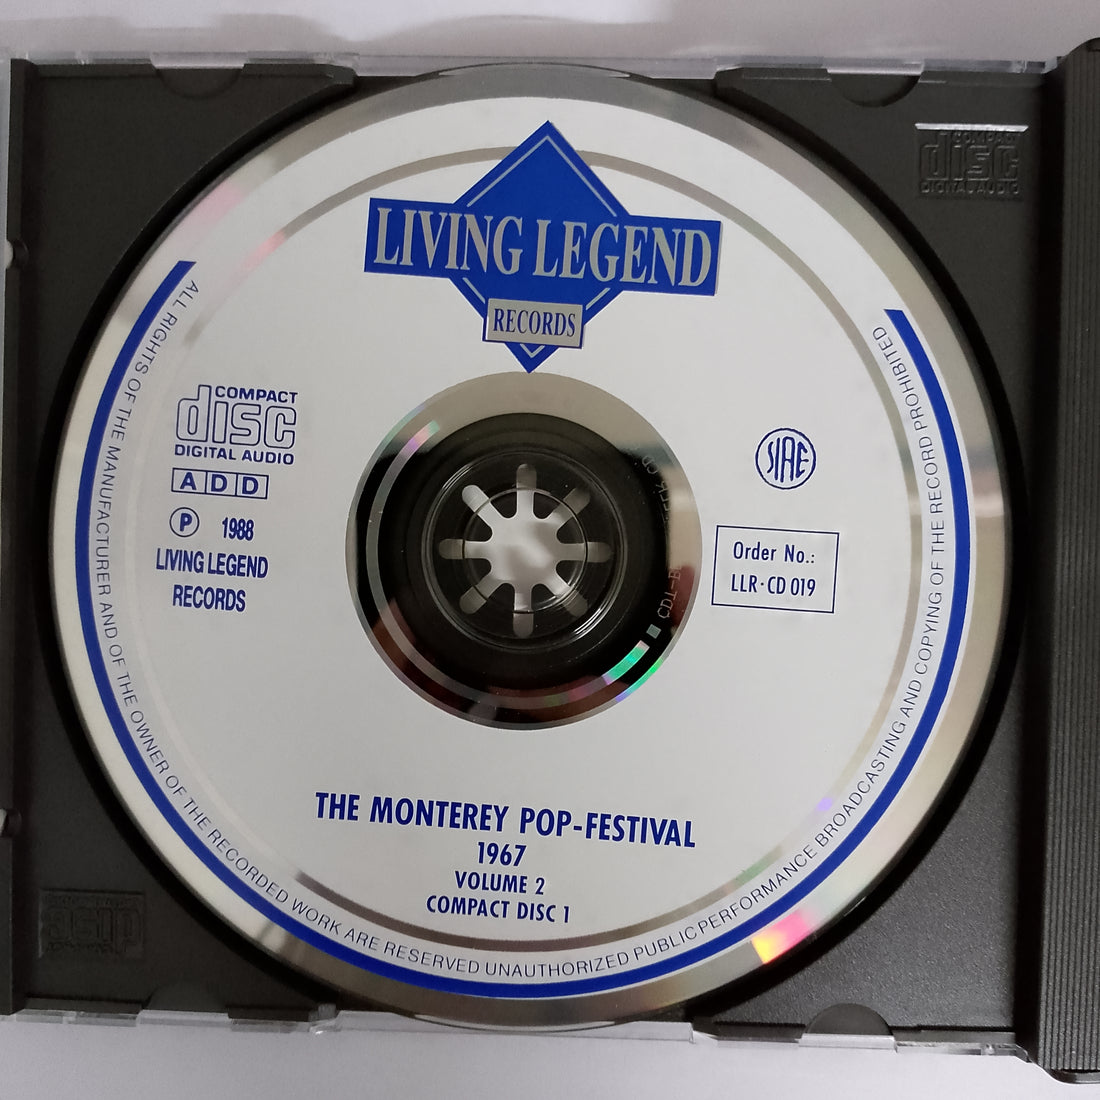 LIVING LEGEND
RECORDS
COMPACT
disc
DIGITAL AUDIO
ADD
SIAE
COMPACT
disc
DIGITAL AUDIO
Ⓟ 1988
LIVING LEGEND
RECORDS
Order No.:
LLR·CD 019
THE MONTEREY POP-FESTIVAL
1967
VOLUME 2
COMPACT DISC 1
ALL RIGHTS OF THE MANUFACTURER AND OF THE OWNER OF THE RECORDED WORK ARE RESERVED UNAUTHORIZED PUBLIC PERFORMANCE BROADCASTING AND COPYING OF THE RECORD PROHIBITED
disc